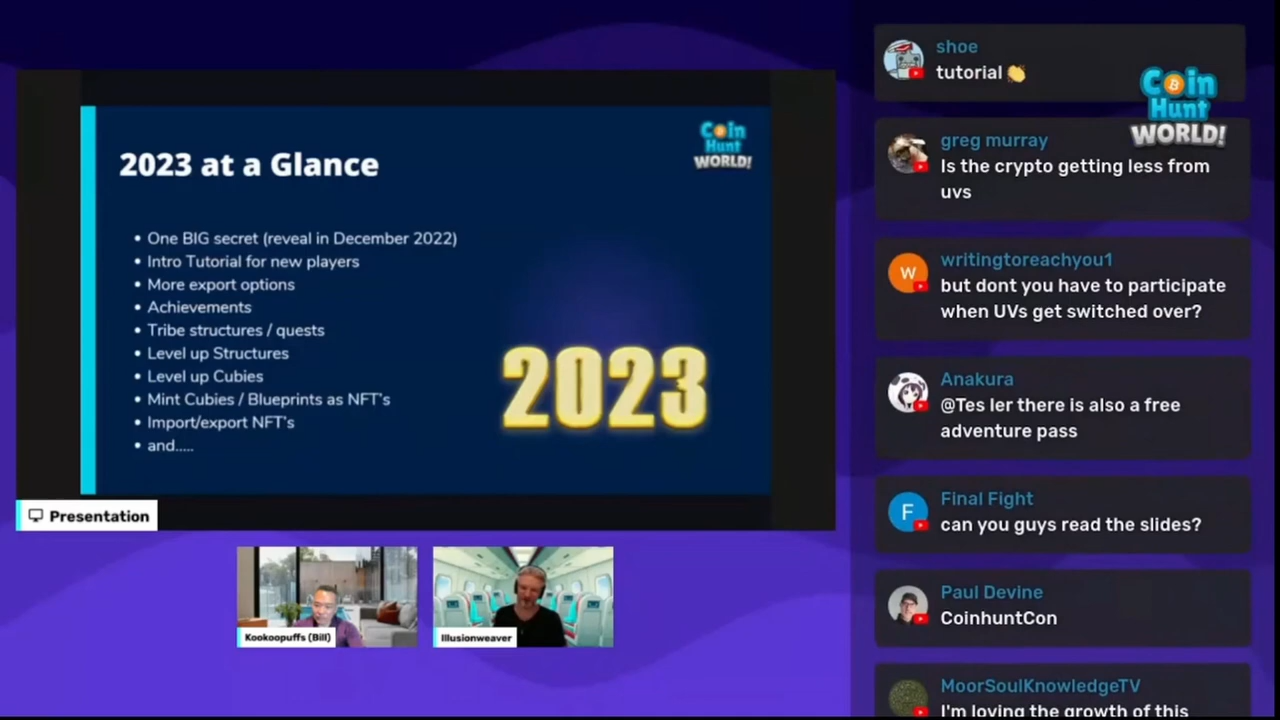 2023 at a Glance
Coin
Hunt
WORLD!
• One BIG secret (reveal in December 2022)
• Intro Tutorial for new players
• More export options
• Achievements
• Tribe structures / quests
• Level up Structures
• Level up Cubies
• Mint Cubies / Blueprints as NFT's
• Import/export NFT's
• and.....
2023
Presentation
Kookoopuffs (Bill)
Illusionweaver
shoe
tutorial 👏
Coin
Hunt
WORLD!
greg murray
Is the crypto getting less from
uvs
W
writingtoreachyou1
but dont you have to participate
when UVs get switched over?
Anakura
@Tes ler there is also a free
adventure pass
F
Final Fight
can you guys read the slides?
Paul Devine
CoinhuntCon
MoorSoulKnowledgeTV
I'm loving the growth of this